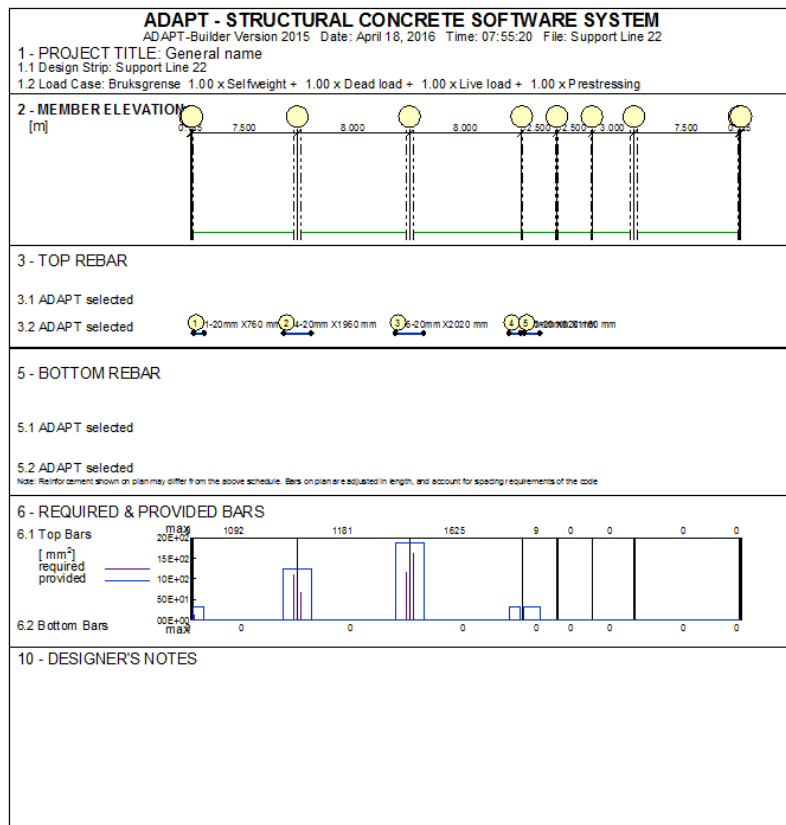 ADAPT - STRUCTURAL CONCRETE SOFTWARE SYSTEM
ADAPT-Builder Version 2015 Date: April 18, 2016 Time: 07:55:20 File: Support Line 22
1 - PROJECT TITLE: General name
1.1 Design Strip: Support Line 22
1.2 Load Case: Bruksgrense 1.00 x Selfweight + 1.00 x Dead load + 1.00 x Live load + 1.00 x Prestressing
2 - MEMBER ELEVATION
[m] 7.500 8.000 8.000 2.500 2.500 3.000 7.500
3 - TOP REBAR
3.1 ADAPT selected
3.2 ADAPT selected 1 1-20mm X760 mm 2 4-20mm X1960 mm 3 6-20mm X2020 mm 4 5
5 - BOTTOM REBAR
5.1 ADAPT selected
5.2 ADAPT selected
Note: Reinforcement shown on plan may differ from the above schedule. Bars on plan are adjusted in length, and account for spacing requirements of the code
6 - REQUIRED & PROVIDED BARS
6.1 Top Bars max 1092 1181 1625 9 0 0 0 0
20E+02
[mm²] 15E+02
required
provided 10E+02
50E+01
00E+00
6.2 Bottom Bars max 0 0 0 0 0 0 0 0
10 - DESIGNER'S NOTES